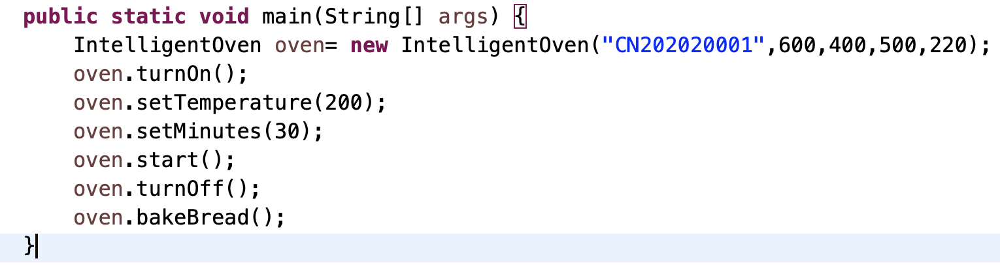 public static void main(String[] args) {
    IntelligentOven oven= new IntelligentOven("CN202020001",600,400,500,220);
    oven.turnOn();
    oven.setTemperature(200);
    oven.setMinutes(30);
    oven.start();
    oven.turnOff();
    oven.bakeBread();
}